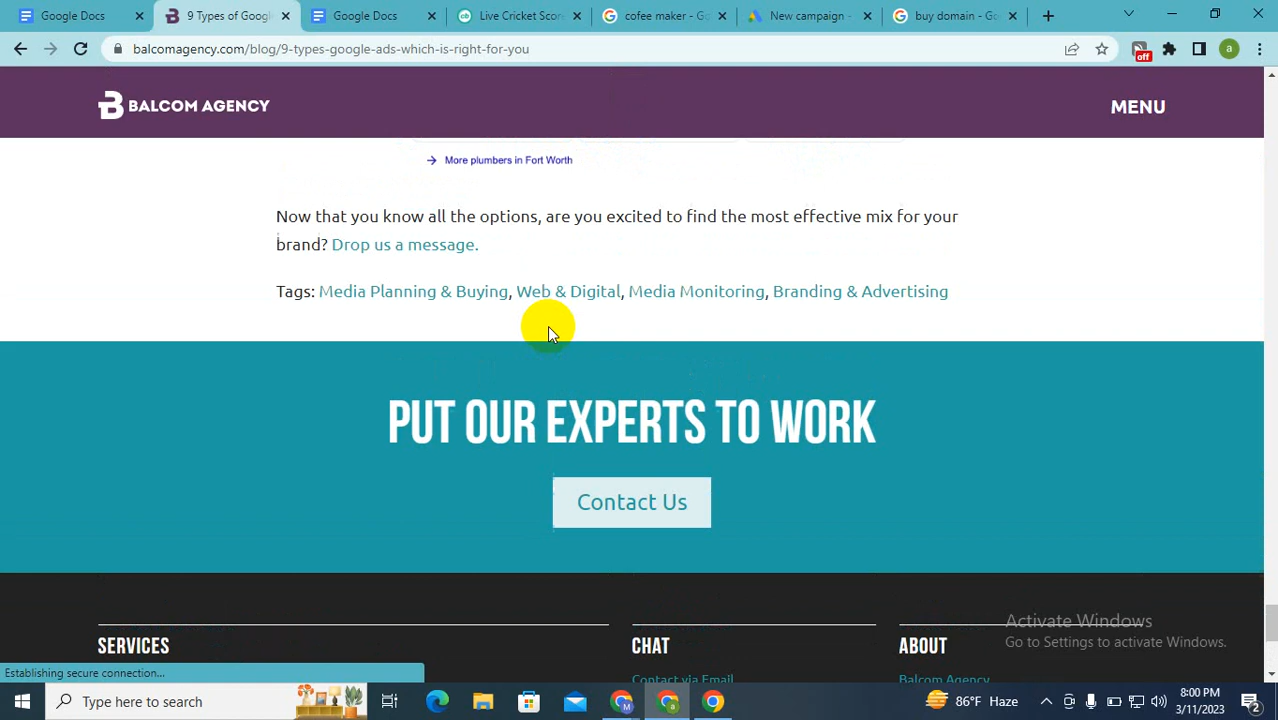 Google Docs
9 Types of Googl
Google Docs
Live Cricket Scor
cofee maker - Go
New campaign -
buy domain - Go
balcomagency.com/blog/9-types-google-ads-which-is-right-for-you
off
a
BALCOM AGENCY
MENU
More plumbers in Fort Worth
Now that you know all the options, are you excited to find the most effective mix for your
brand? Drop us a message.
Tags: Media Planning & Buying, Web & Digital, Media Monitoring, Branding & Advertising
PUT OUR EXPERTS TO WORK
Contact Us
Activate Windows
Go to Settings to activate Windows.
SERVICES
CHAT
ABOUT
Contact via Email
Balcom Agency
Establishing secure connection...
Type here to search
86°F Haze
8:00 PM
3/11/2023
2